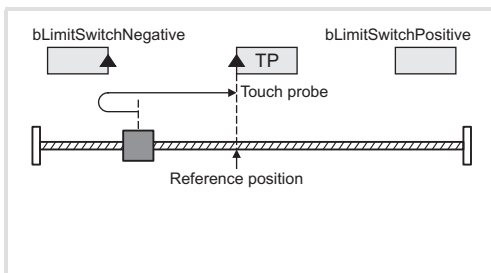 bLimitSwitchNegative
bLimitSwitchPositive
TP
Touch probe
Reference position